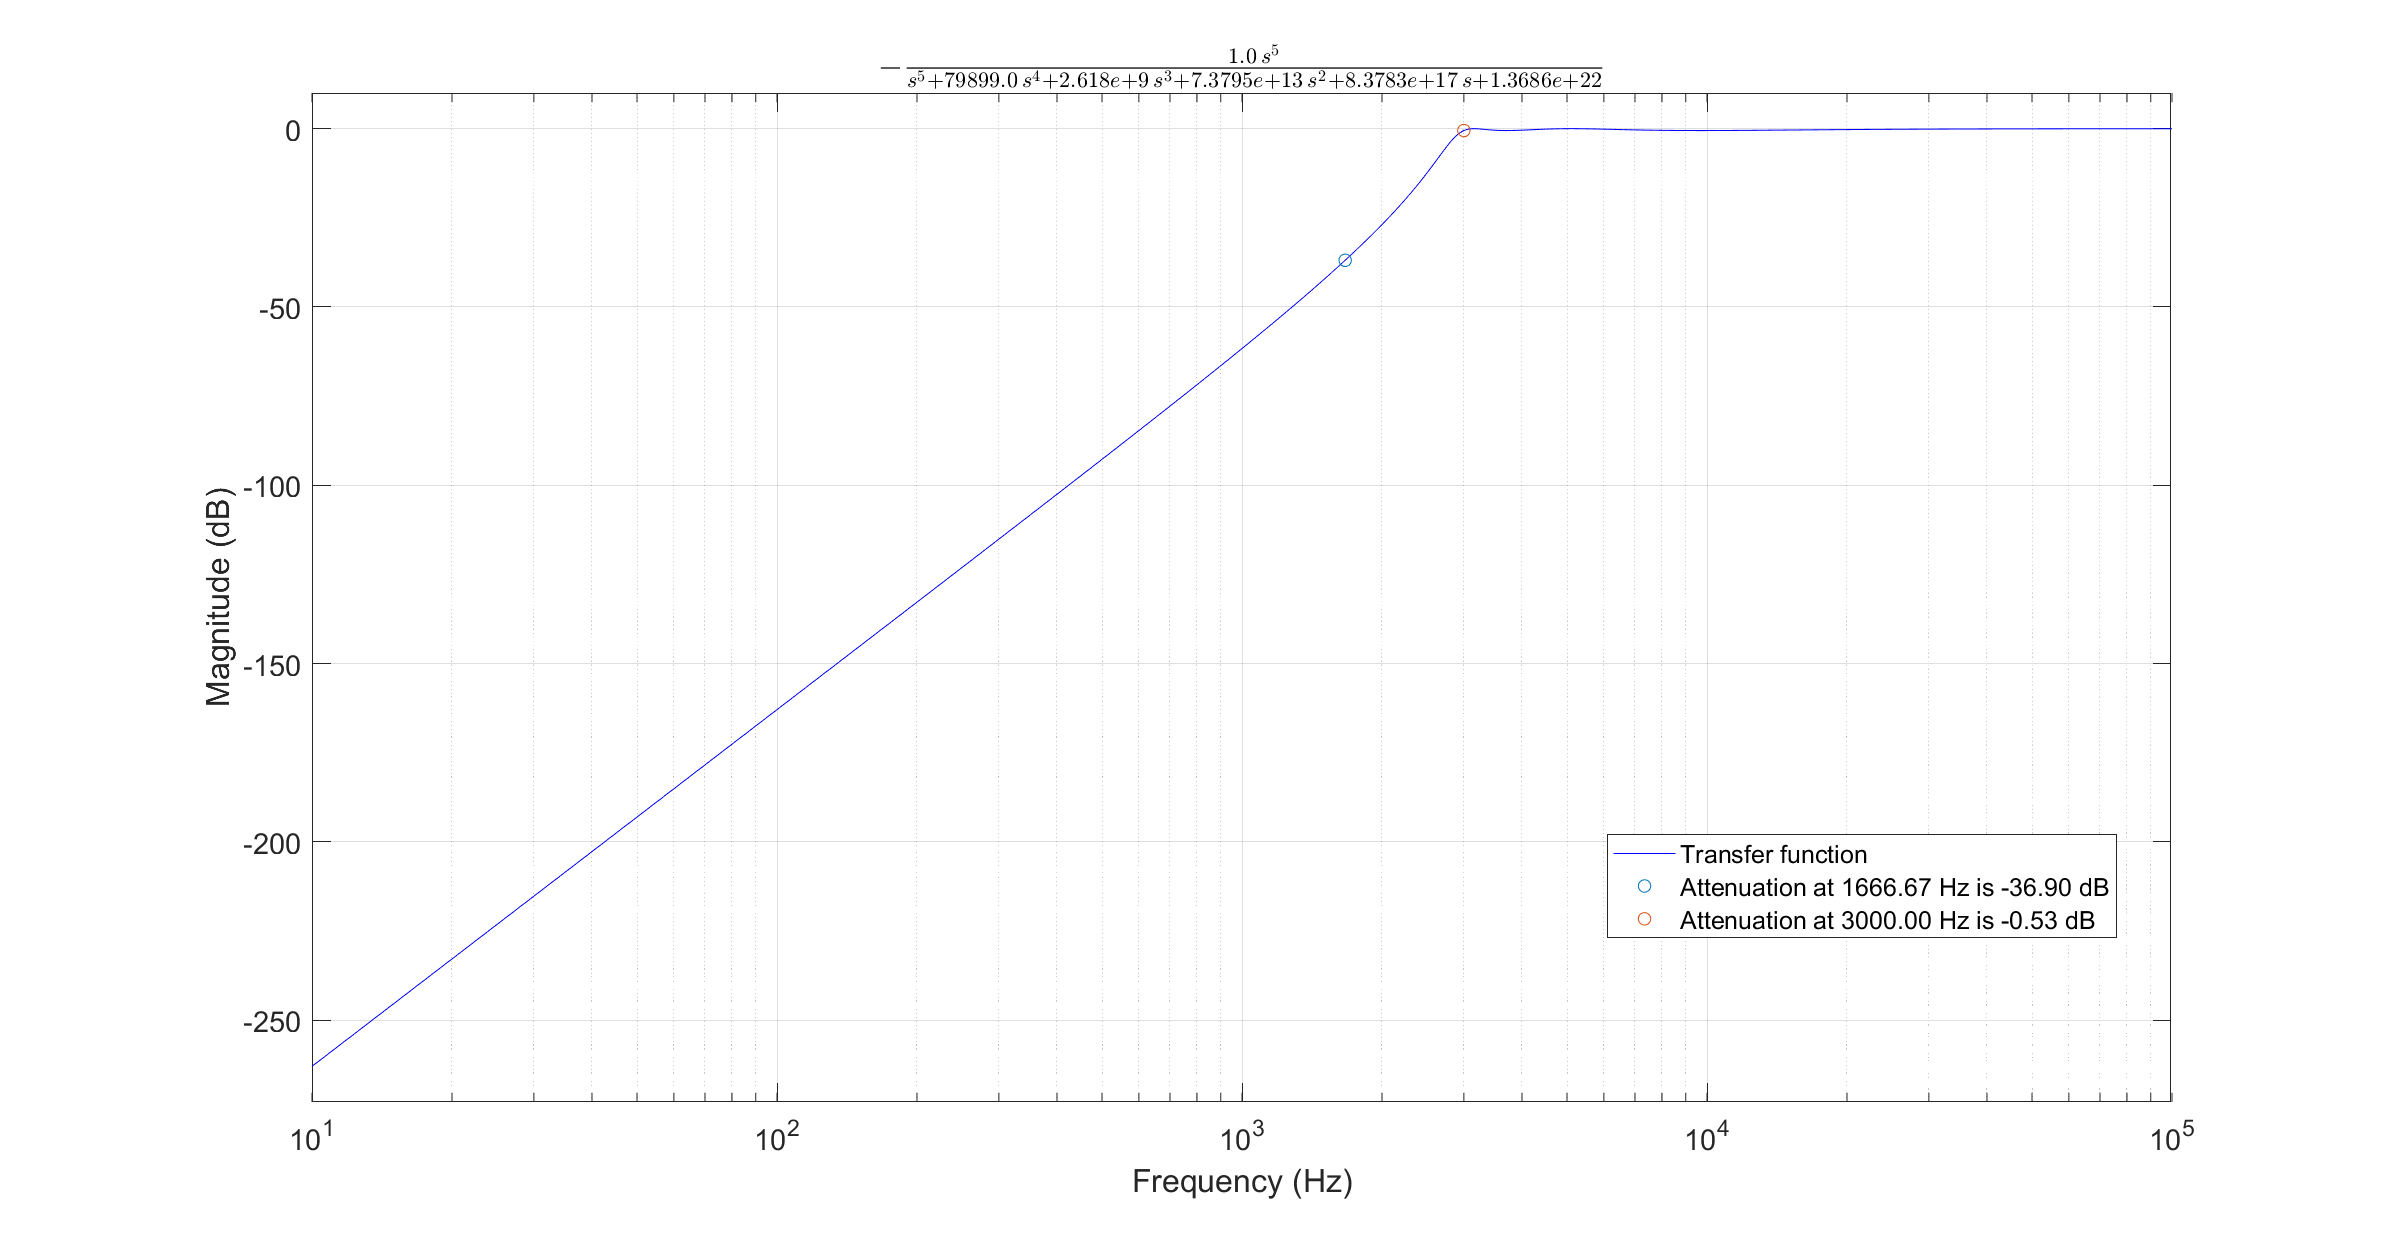 − 1.0 s^5
s^5+79899.0 s^4+2.618e+9 s^3+7.3795e+13 s^2+8.3783e+17 s+1.3686e+22
0
-50
-100
-150
-200
-250
Magnitude (dB)
Transfer function
Attenuation at 1666.67 Hz is -36.90 dB
Attenuation at 3000.00 Hz is -0.53 dB
10^1 10^2 10^3 10^4 10^5
Frequency (Hz)